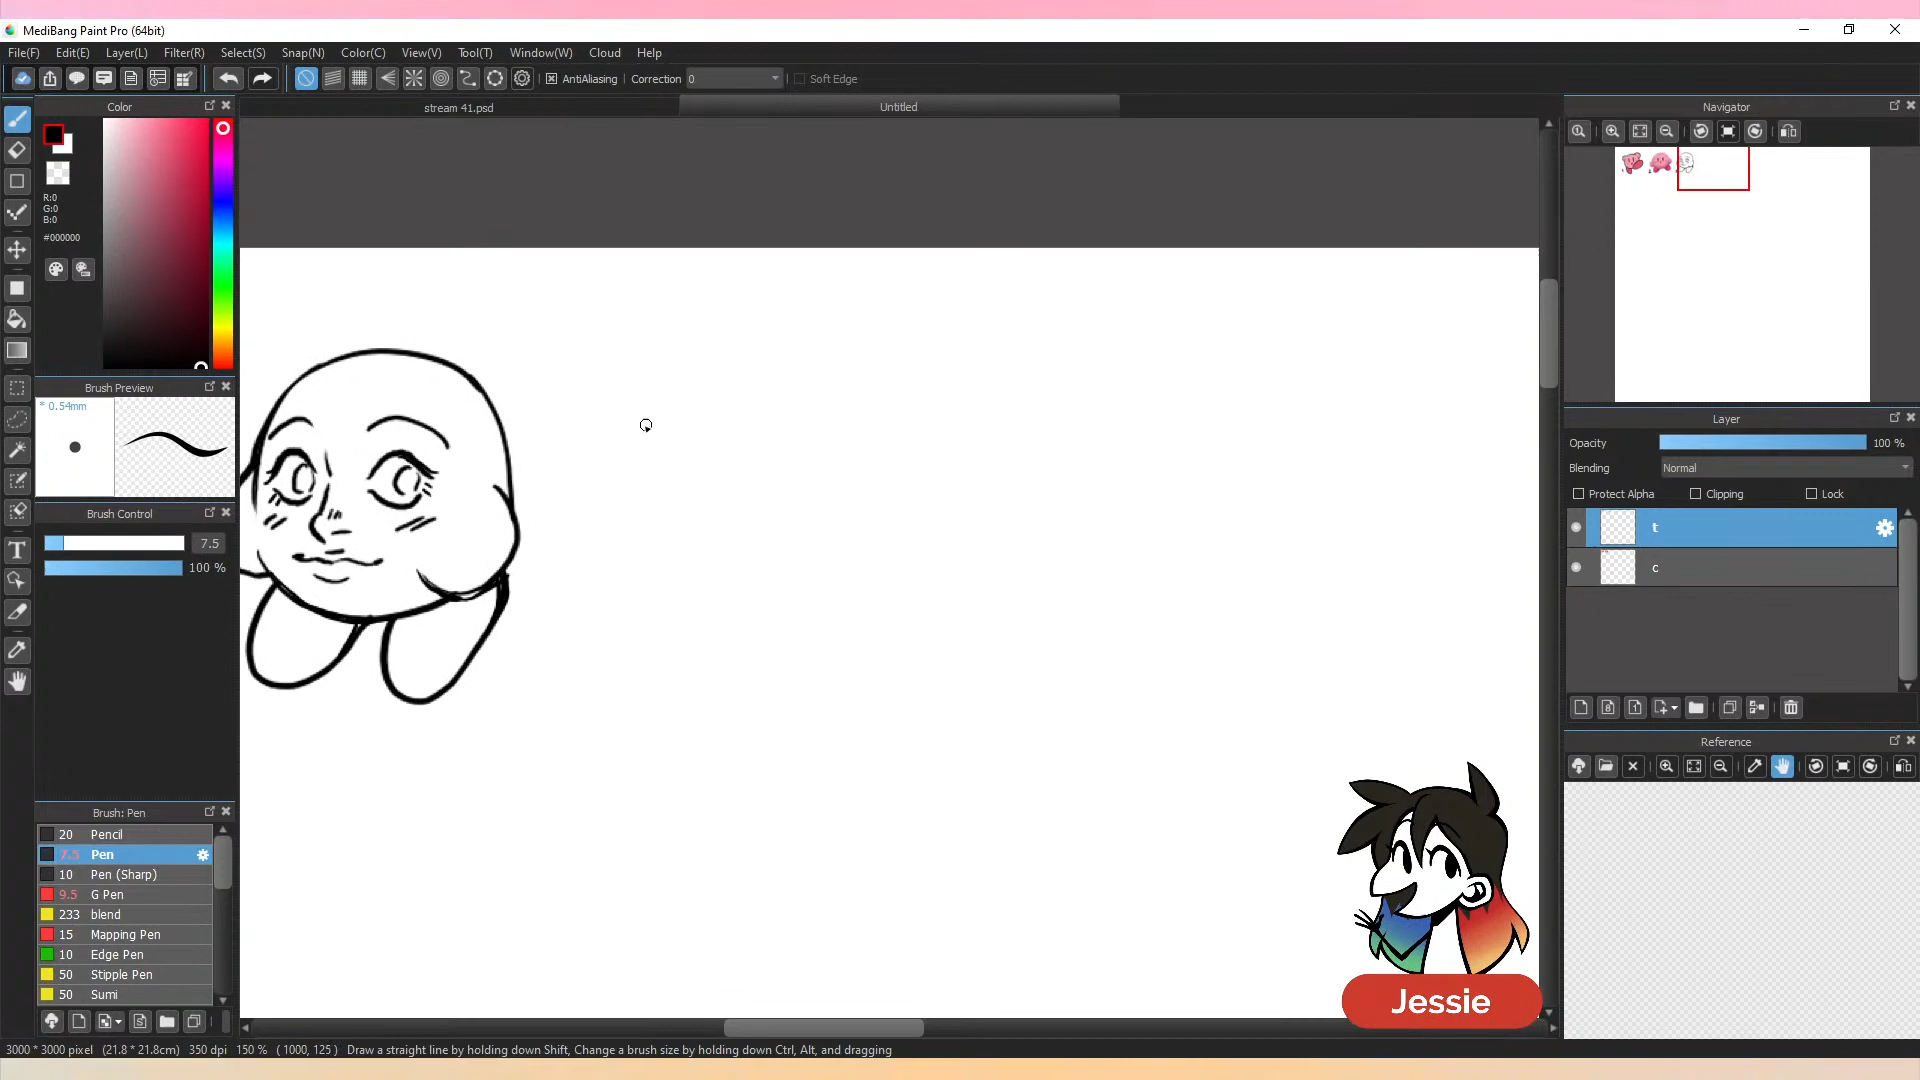 MediBang Paint Pro (64bit)
File(F) Edit(E) Layer(L) Filter(R) Select(S) Snap(N) Color(C) View(V) Tool(T) Window(W) Cloud Help
AntiAliasing Correction 0 Soft Edge
Color
stream 41.psd
Untitled
Navigator
R:0
G:0
B:0
#000000
Brush Preview
* 0.54mm
Brush Control
7.5
100 %
Layer
Opacity 100 %
Blending Normal
Protect Alpha Clipping Lock
t
c
Reference
Brush: Pen
20 Pencil
7.5 Pen
10 Pen (Sharp)
9.5 G Pen
233 blend
15 Mapping Pen
10 Edge Pen
50 Stipple Pen
50 Sumi
Jessie
3000 * 3000 pixel (21.8 * 21.8cm) 350 dpi 150 % ( 1000, 125 ) Draw a straight line by holding down Shift, Change a brush size by holding down Ctrl, Alt, and dragging